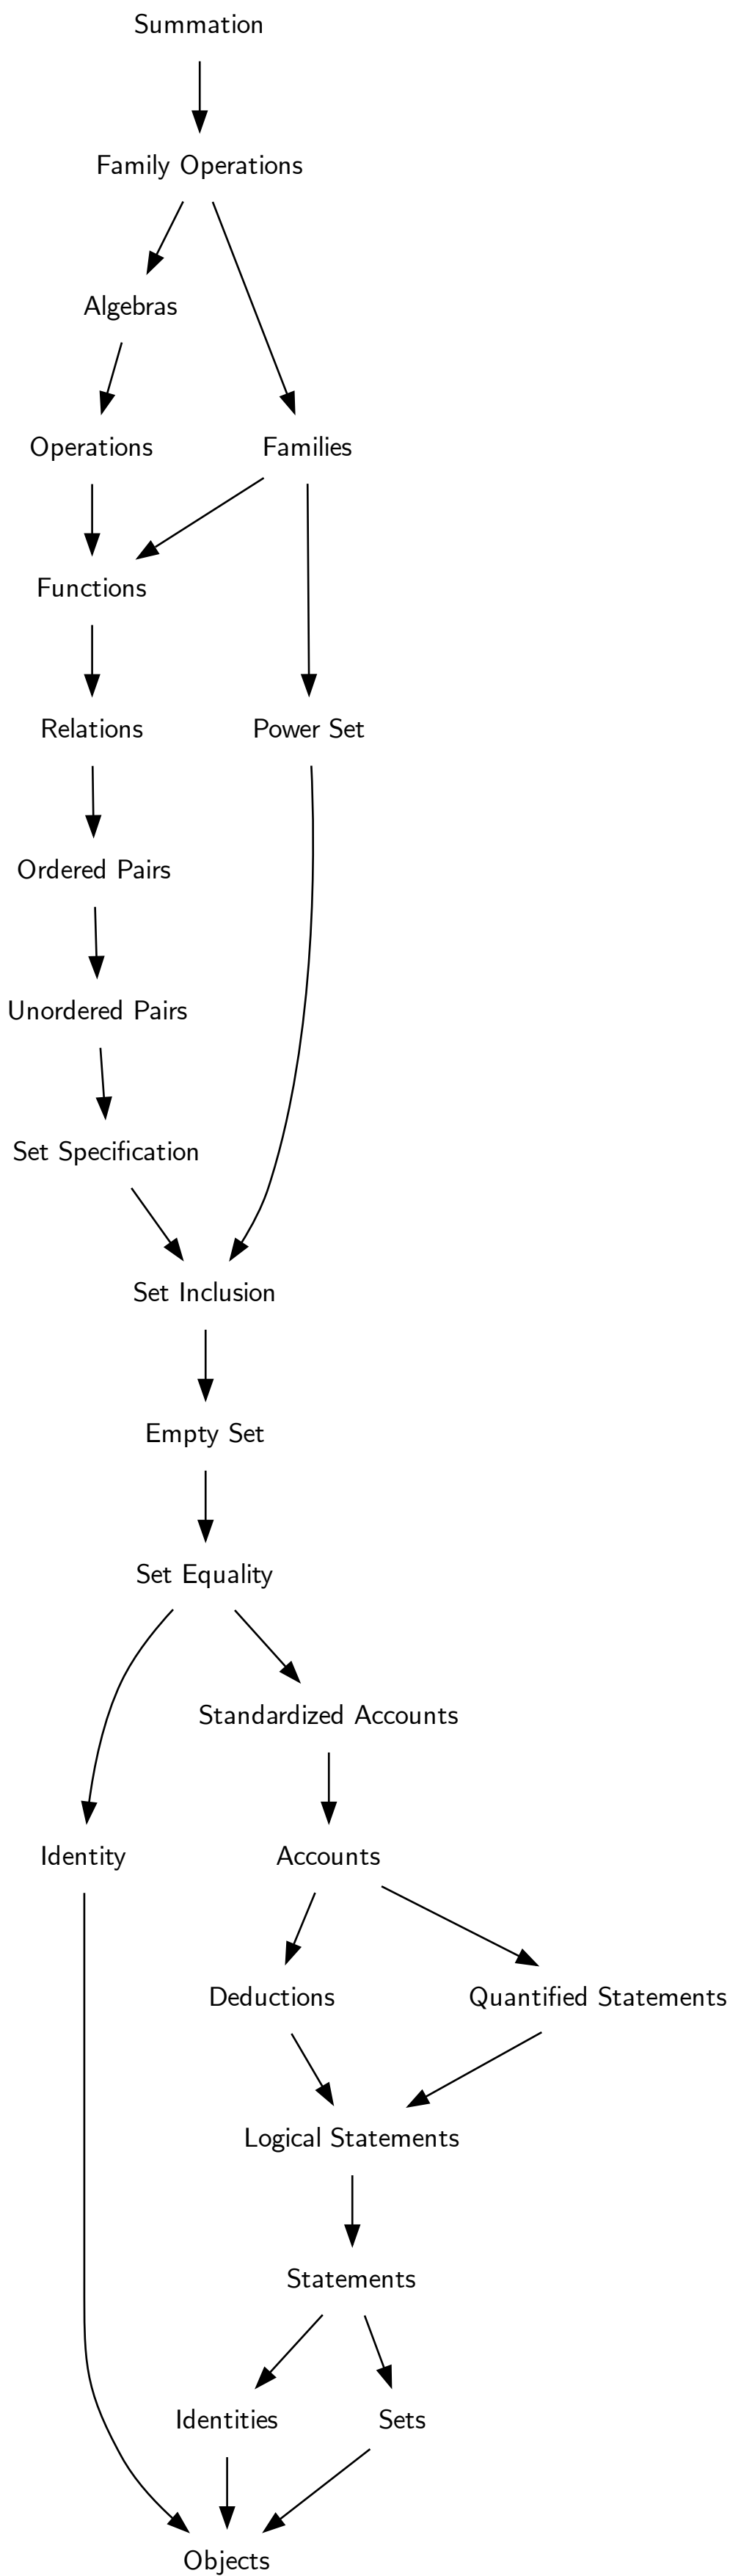 Summation
Family Operations
Algebras
Operations
Families
Functions
Relations
Power Set
Ordered Pairs
Unordered Pairs
Set Specification
Set Inclusion
Empty Set
Set Equality
Standardized Accounts
Identity
Accounts
Deductions
Quantified Statements
Logical Statements
Statements
Identities
Sets
Objects